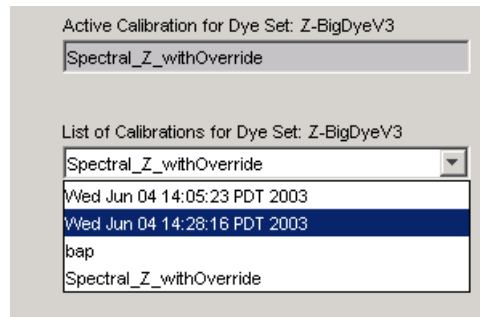 Active Calibration for Dye Set: Z-BigDyeV3
Spectral_Z_withOverride
List of Calibrations for Dye Set: Z-BigDyeV3
Spectral_Z_withOverride
Wed Jun 04 14:05:23 PDT 2003
Wed Jun 04 14:28:16 PDT 2003
bap
Spectral_Z_withOverride